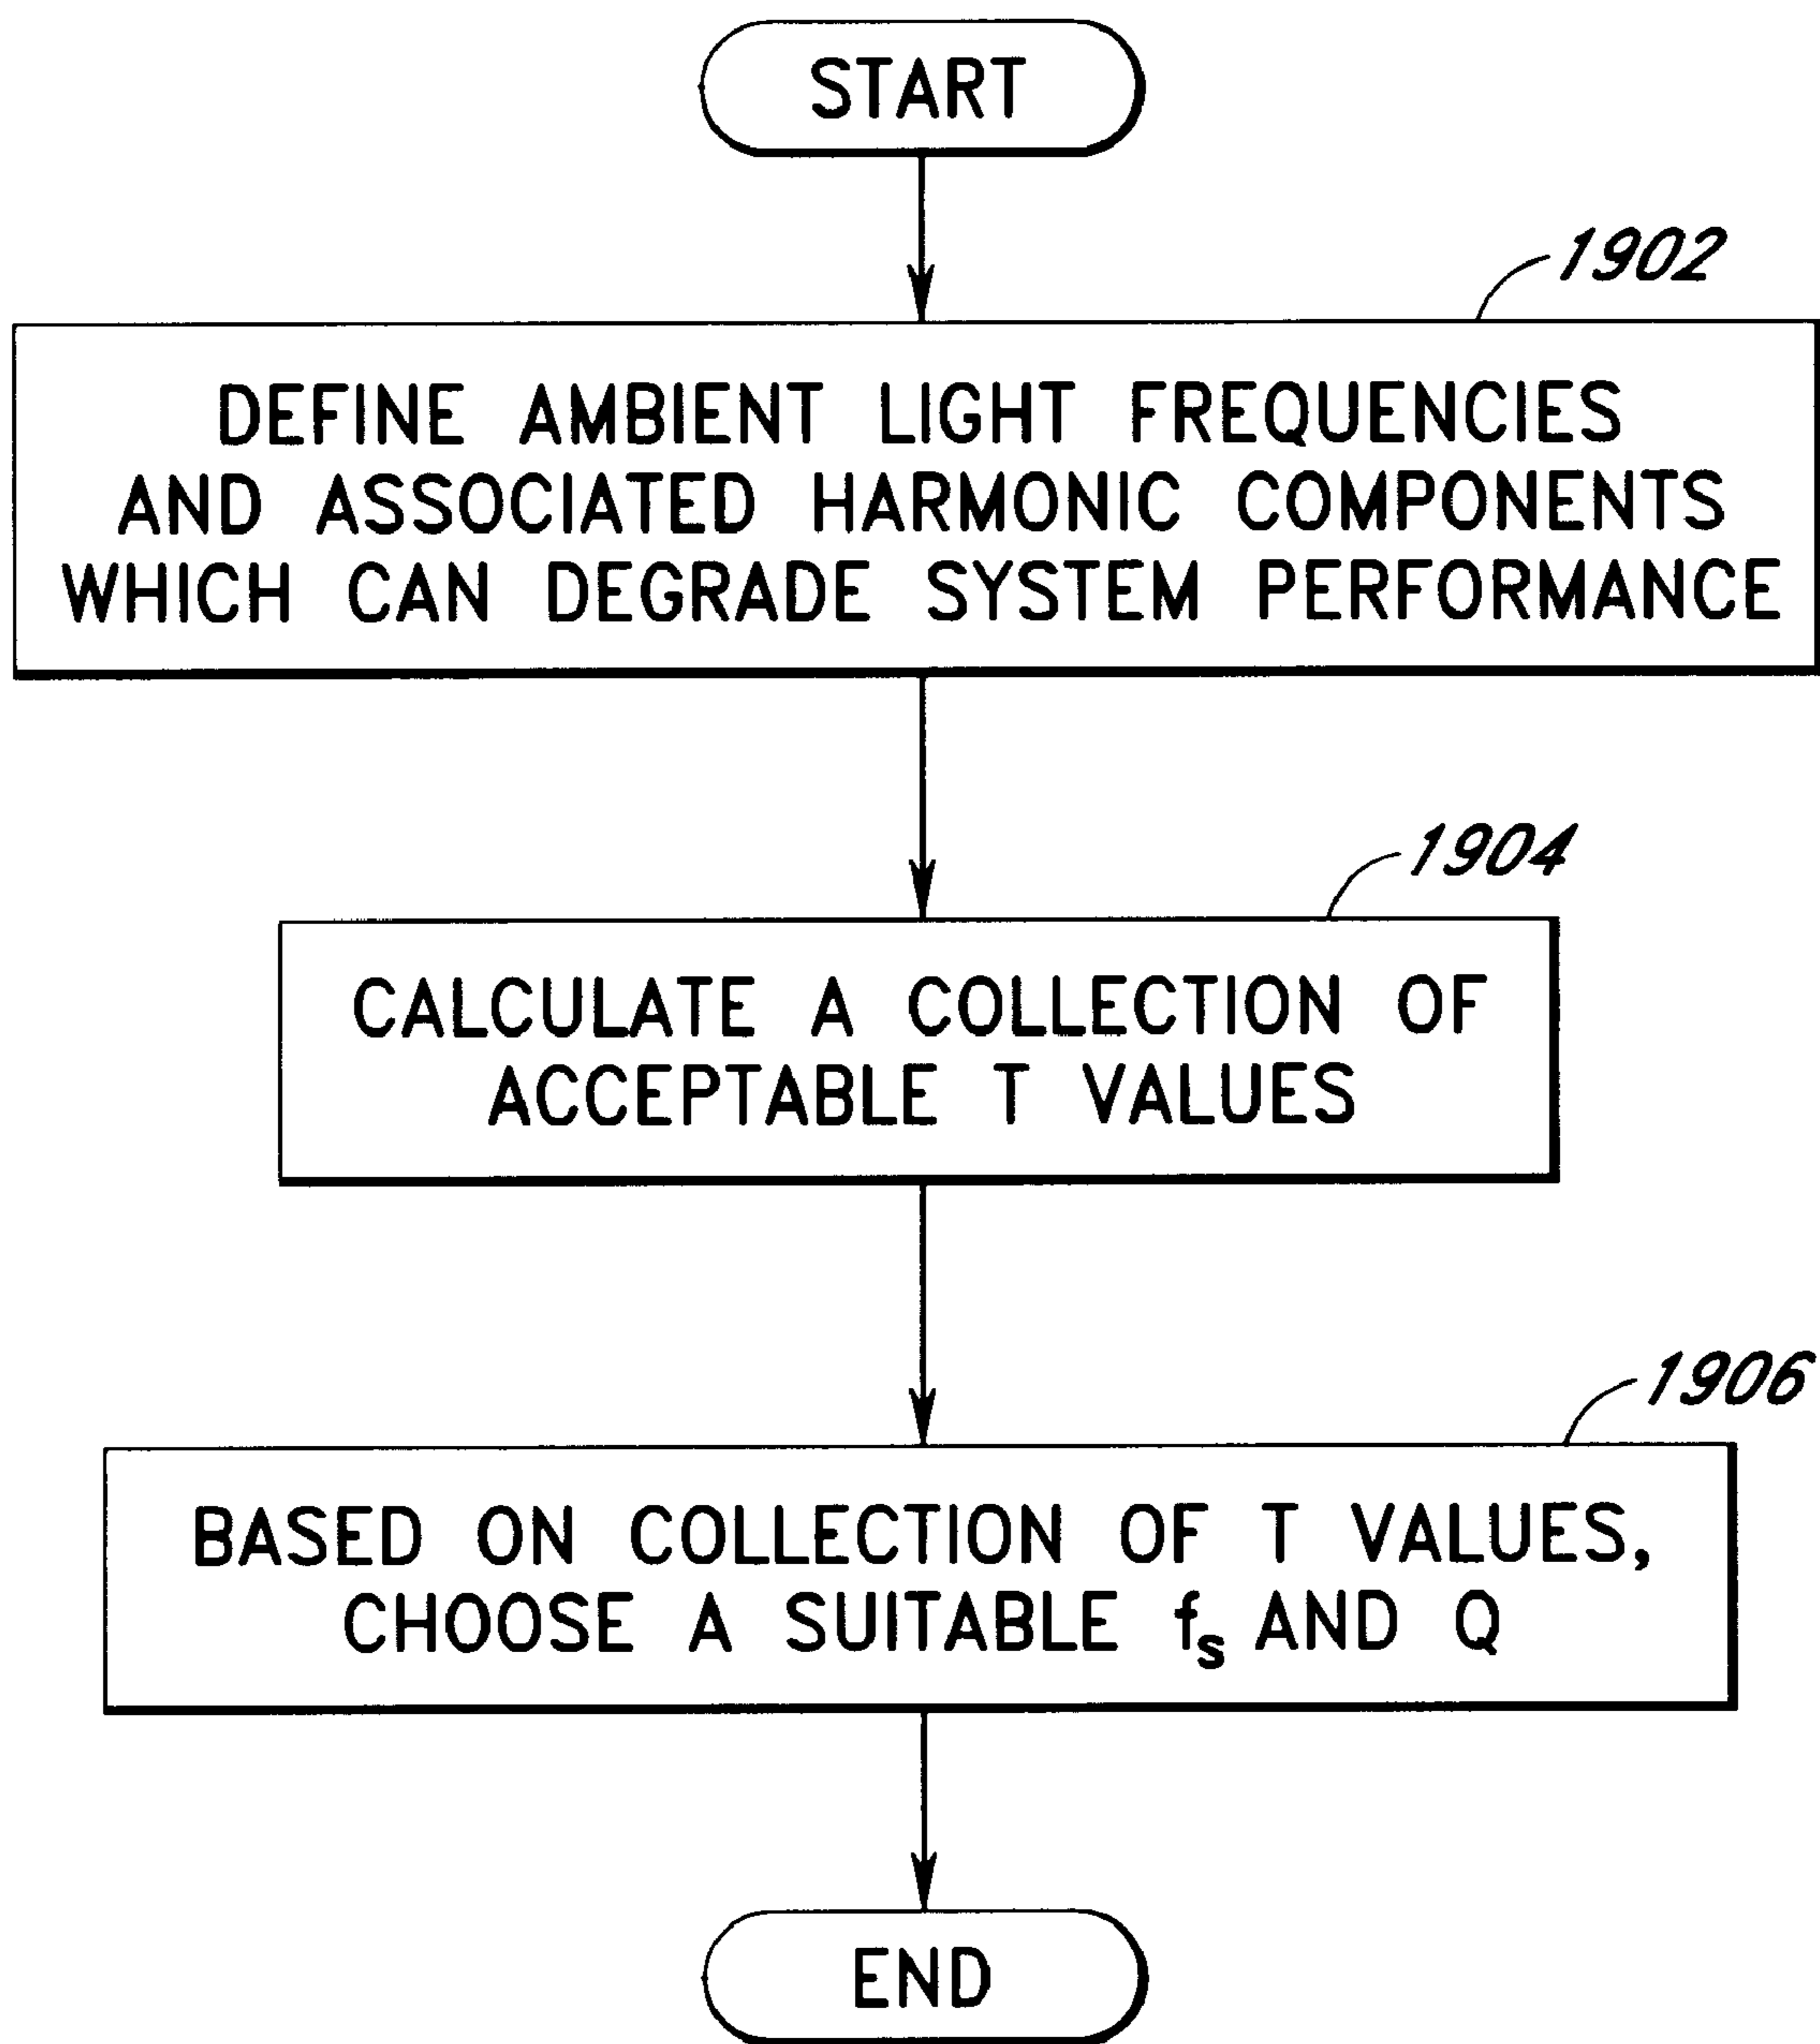 START
1902
DEFINE AMBIENT LIGHT FREQUENCIES
AND ASSOCIATED HARMONIC COMPONENTS
WHICH CAN DEGRADE SYSTEM PERFORMANCE
1904
CALCULATE A COLLECTION OF
ACCEPTABLE T VALUES
1906
BASED ON COLLECTION OF T VALUES,
CHOOSE A SUITABLE fs AND Q
END